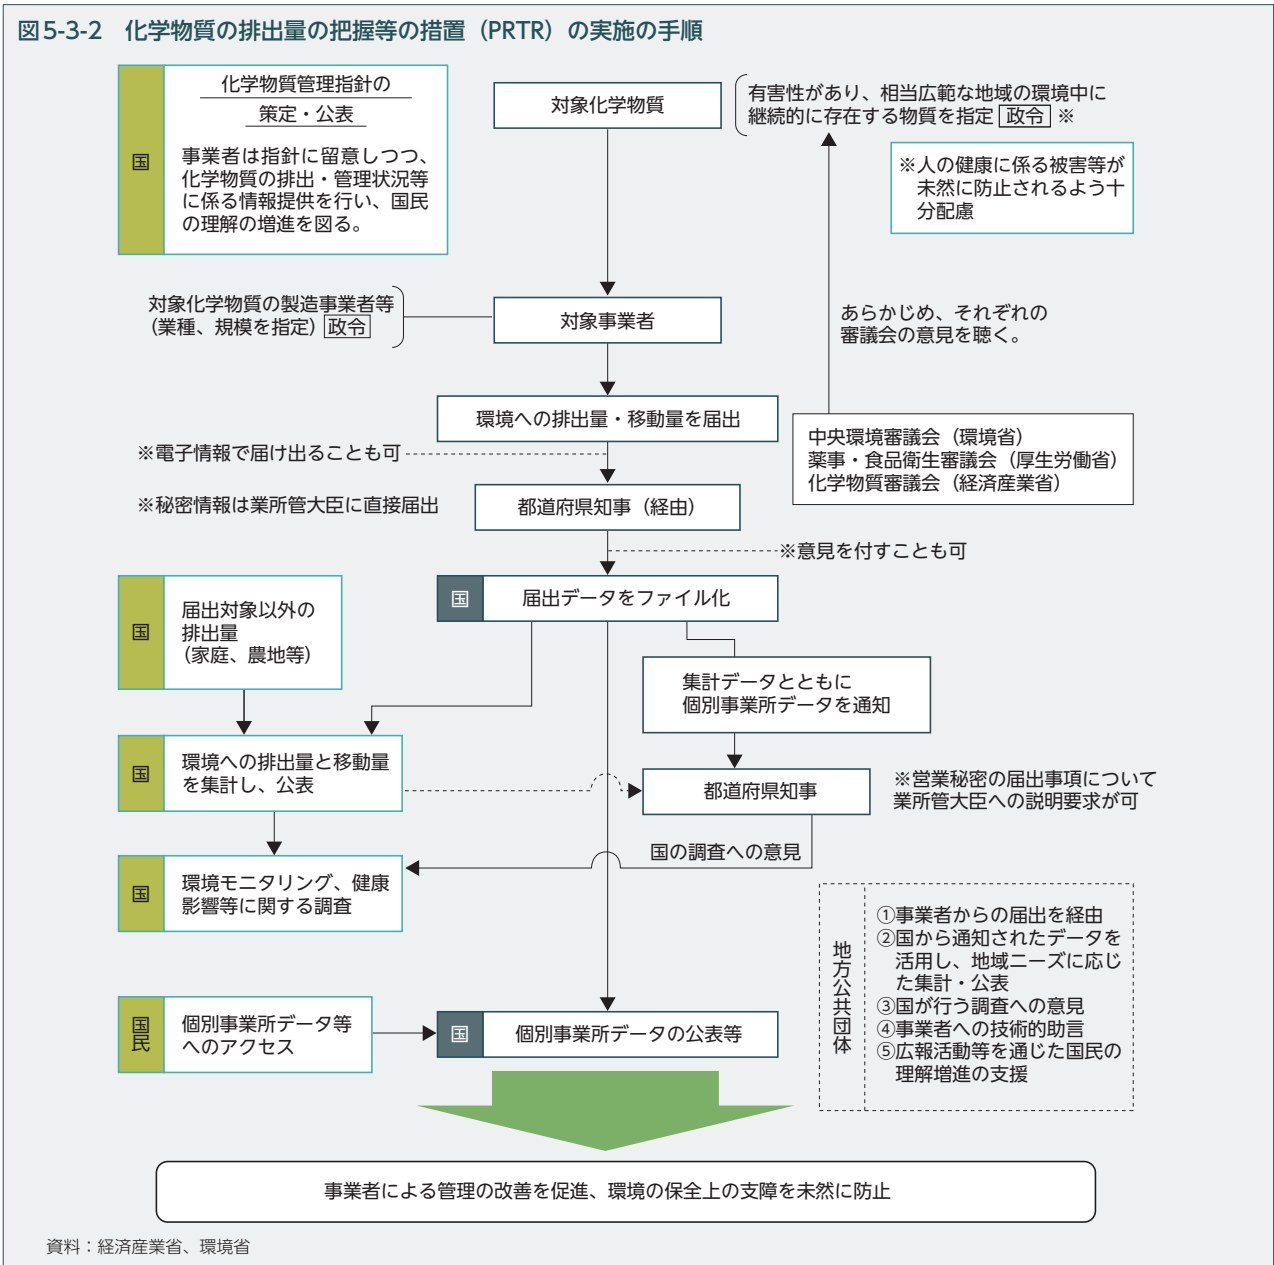 図5-3-2　化学物質の排出量の把握等の措置（PRTR）の実施の手順
国
化学物質管理指針の
策定・公表
事業者は指針に留意しつつ、
化学物質の排出・管理状況等
に係る情報提供を行い、国民
の理解の増進を図る。
対象化学物質
有害性があり、相当広範な地域の環境中に
継続的に存在する物質を指定 政令 ※
※人の健康に係る被害等が
未然に防止されるよう十
分配慮
対象化学物質の製造事業者等
（業種、規模を指定）政令
対象事業者
あらかじめ、それぞれの
審議会の意見を聴く。
環境への排出量・移動量を届出
中央環境審議会（環境省）
薬事・食品衛生審議会（厚生労働省）
化学物質審議会（経済産業省）
※電子情報で届け出ることも可
※秘密情報は業所管大臣に直接届出
都道府県知事（経由）
※意見を付すことも可
国
届出データをファイル化
国
届出対象以外の
排出量
（家庭、農地等）
集計データとともに
個別事業所データを通知
国
環境への排出量と移動量
を集計し、公表
都道府県知事
※営業秘密の届出事項について
業所管大臣への説明要求が可
国の調査への意見
国
環境モニタリング、健康
影響等に関する調査
地方公共団体
①事業者からの届出を経由
②国から通知されたデータを
活用し、地域ニーズに応じ
た集計・公表
③国が行う調査への意見
④事業者への技術的助言
⑤広報活動等を通じた国民の
理解増進の支援
国民
個別事業所データ等
へのアクセス
国
個別事業所データの公表等
事業者による管理の改善を促進、環境の保全上の支障を未然に防止
資料：経済産業省、環境省